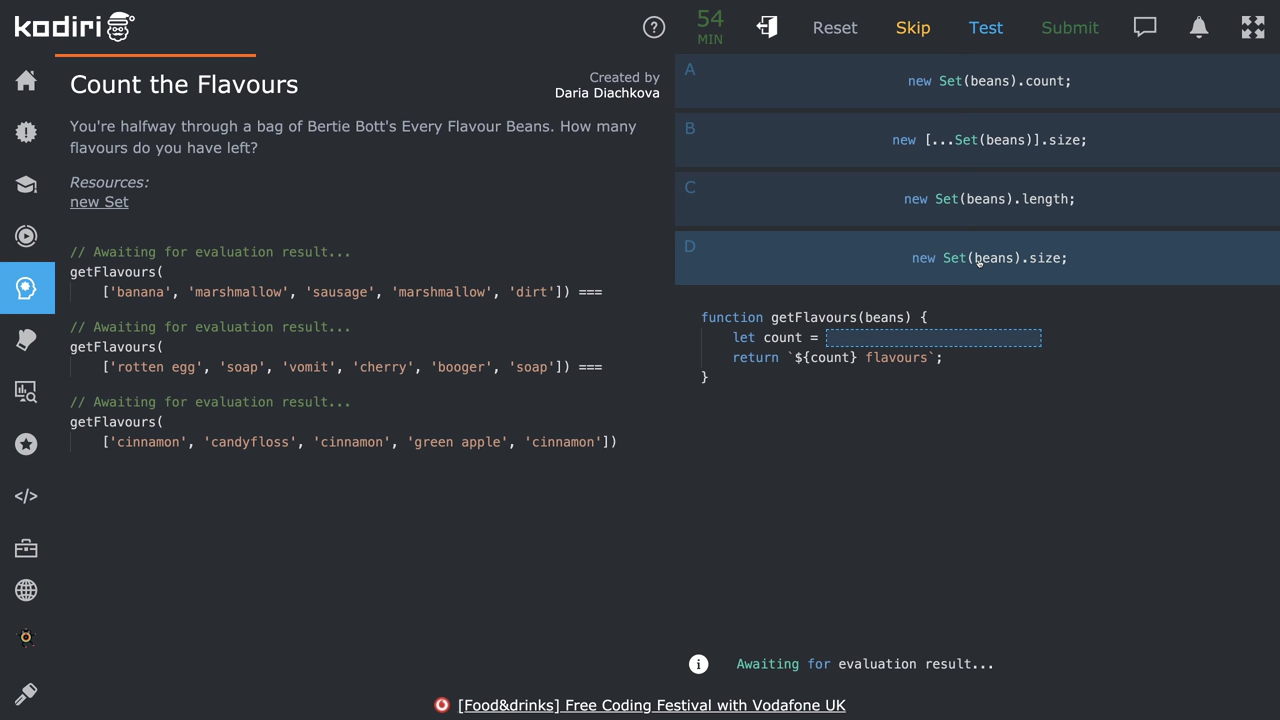 kodiri
54
MIN
Reset
Skip
Test
Submit
Count the Flavours
Created by
Daria Diachkova
You're halfway through a bag of Bertie Bott's Every Flavour Beans. How many
flavours do you have left?
Resources:
new Set
// Awaiting for evaluation result...
getFlavours(
['banana', 'marshmallow', 'sausage', 'marshmallow', 'dirt']) ===
// Awaiting for evaluation result...
getFlavours(
['rotten egg', 'soap', 'vomit', 'cherry', 'booger', 'soap']) ===
// Awaiting for evaluation result...
getFlavours(
['cinnamon', 'candyfloss', 'cinnamon', 'green apple', 'cinnamon'])
A
new Set(beans).count;
B
new [...Set(beans)].size;
C
new Set(beans).length;
D
new Set(beans).size;
function getFlavours(beans) {
let count =
return `${count} flavours`;
}
Awaiting for evaluation result...
[Food&drinks] Free Coding Festival with Vodafone UK